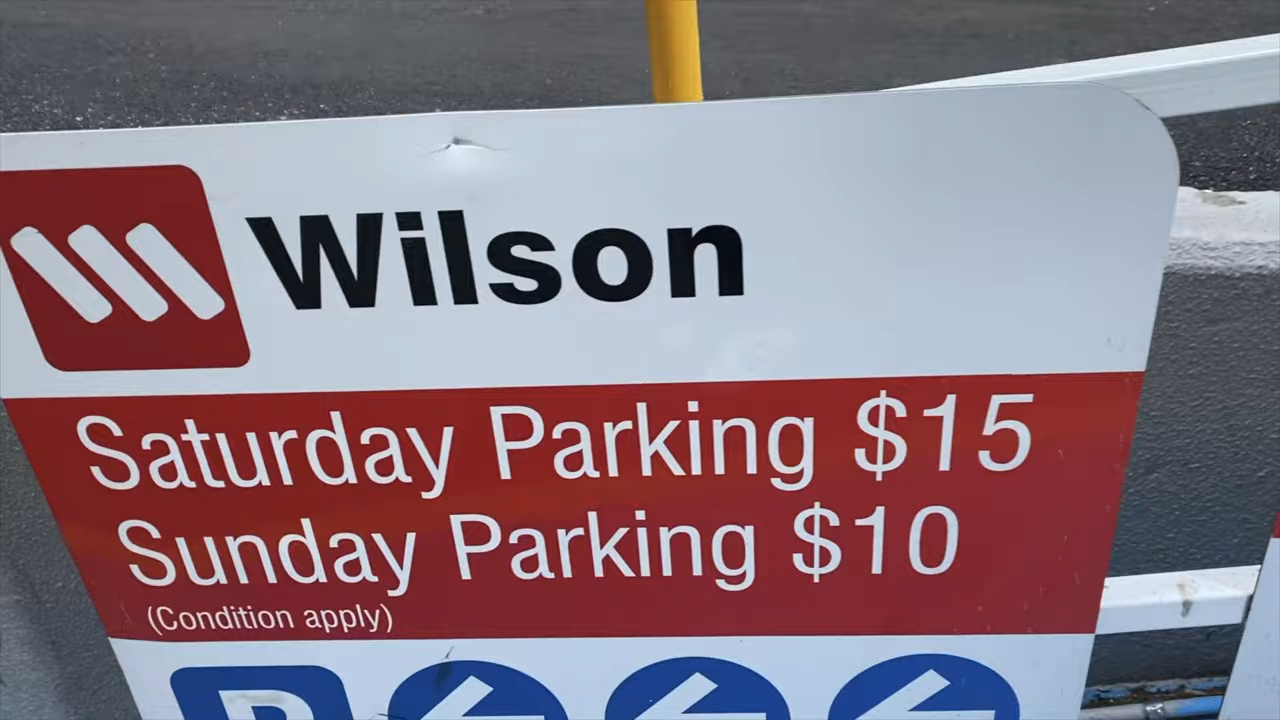 Wilson
Saturday Parking $15
Sunday Parking $10
(Condition apply)
P